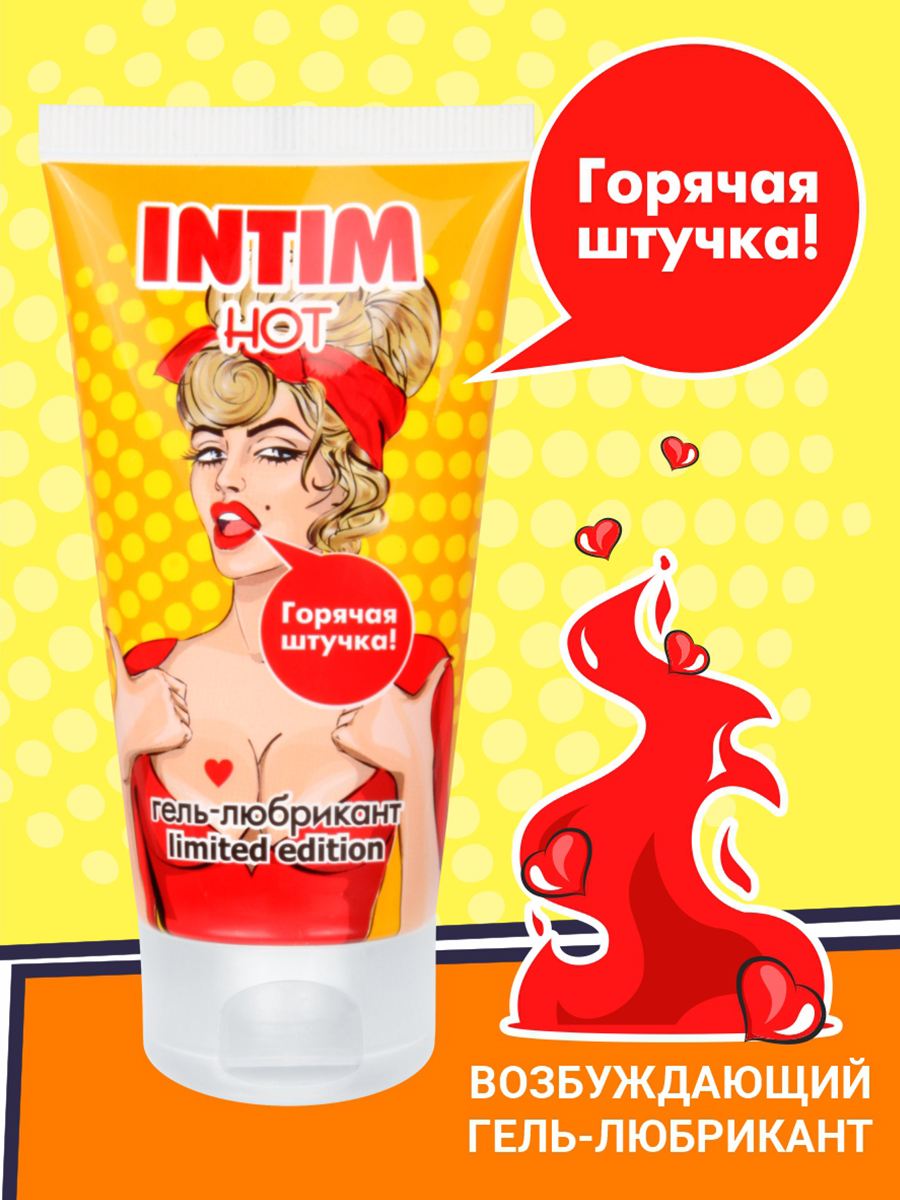 Горячая
штучка!
INTIM
HOT
Горячая
штучка!
гель-любрикант
limited edition
ВОЗБУЖДАЮЩИЙ
ГЕЛЬ-ЛЮБРИКАНТ